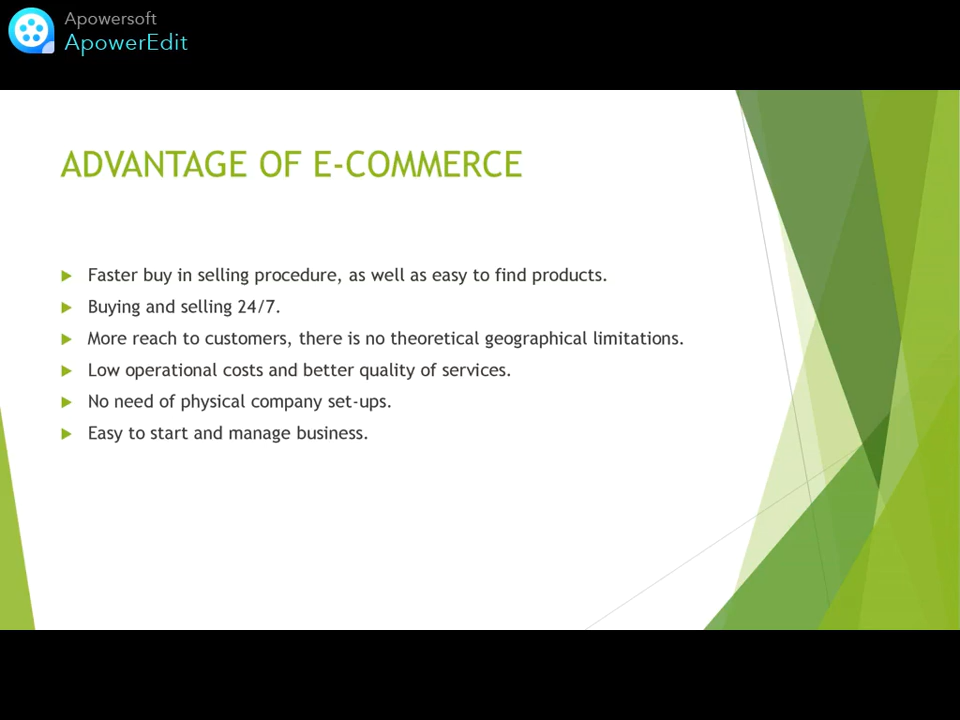 Apowersoft
ApowerEdit
ADVANTAGE OF E-COMMERCE
Faster buy in selling procedure, as well as easy to find products.
Buying and selling 24/7.
More reach to customers, there is no theoretical geographical limitations.
Low operational costs and better quality of services.
No need of physical company set-ups.
Easy to start and manage business.